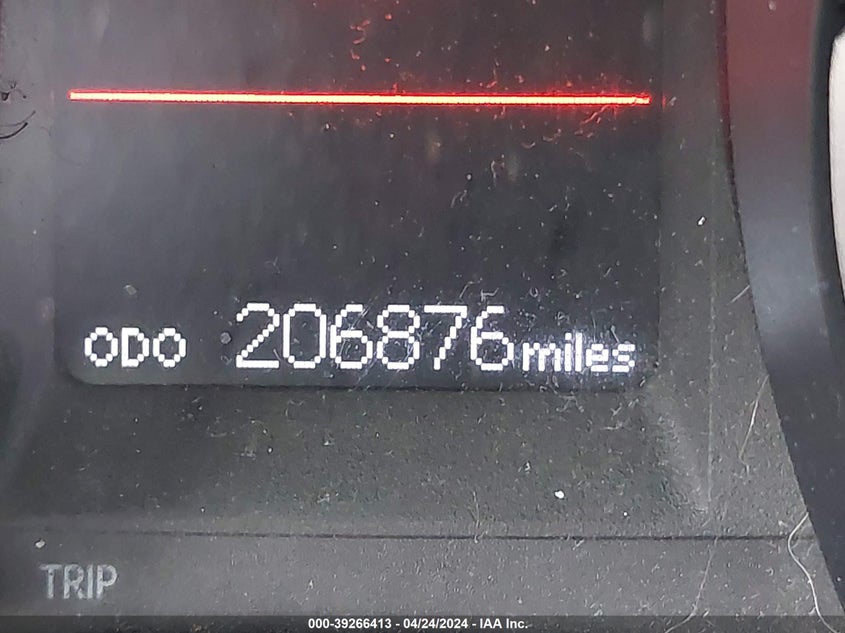 ODO 206876 miles
TRIP
000-39266413 - 04/24/2024 - IAA Inc.